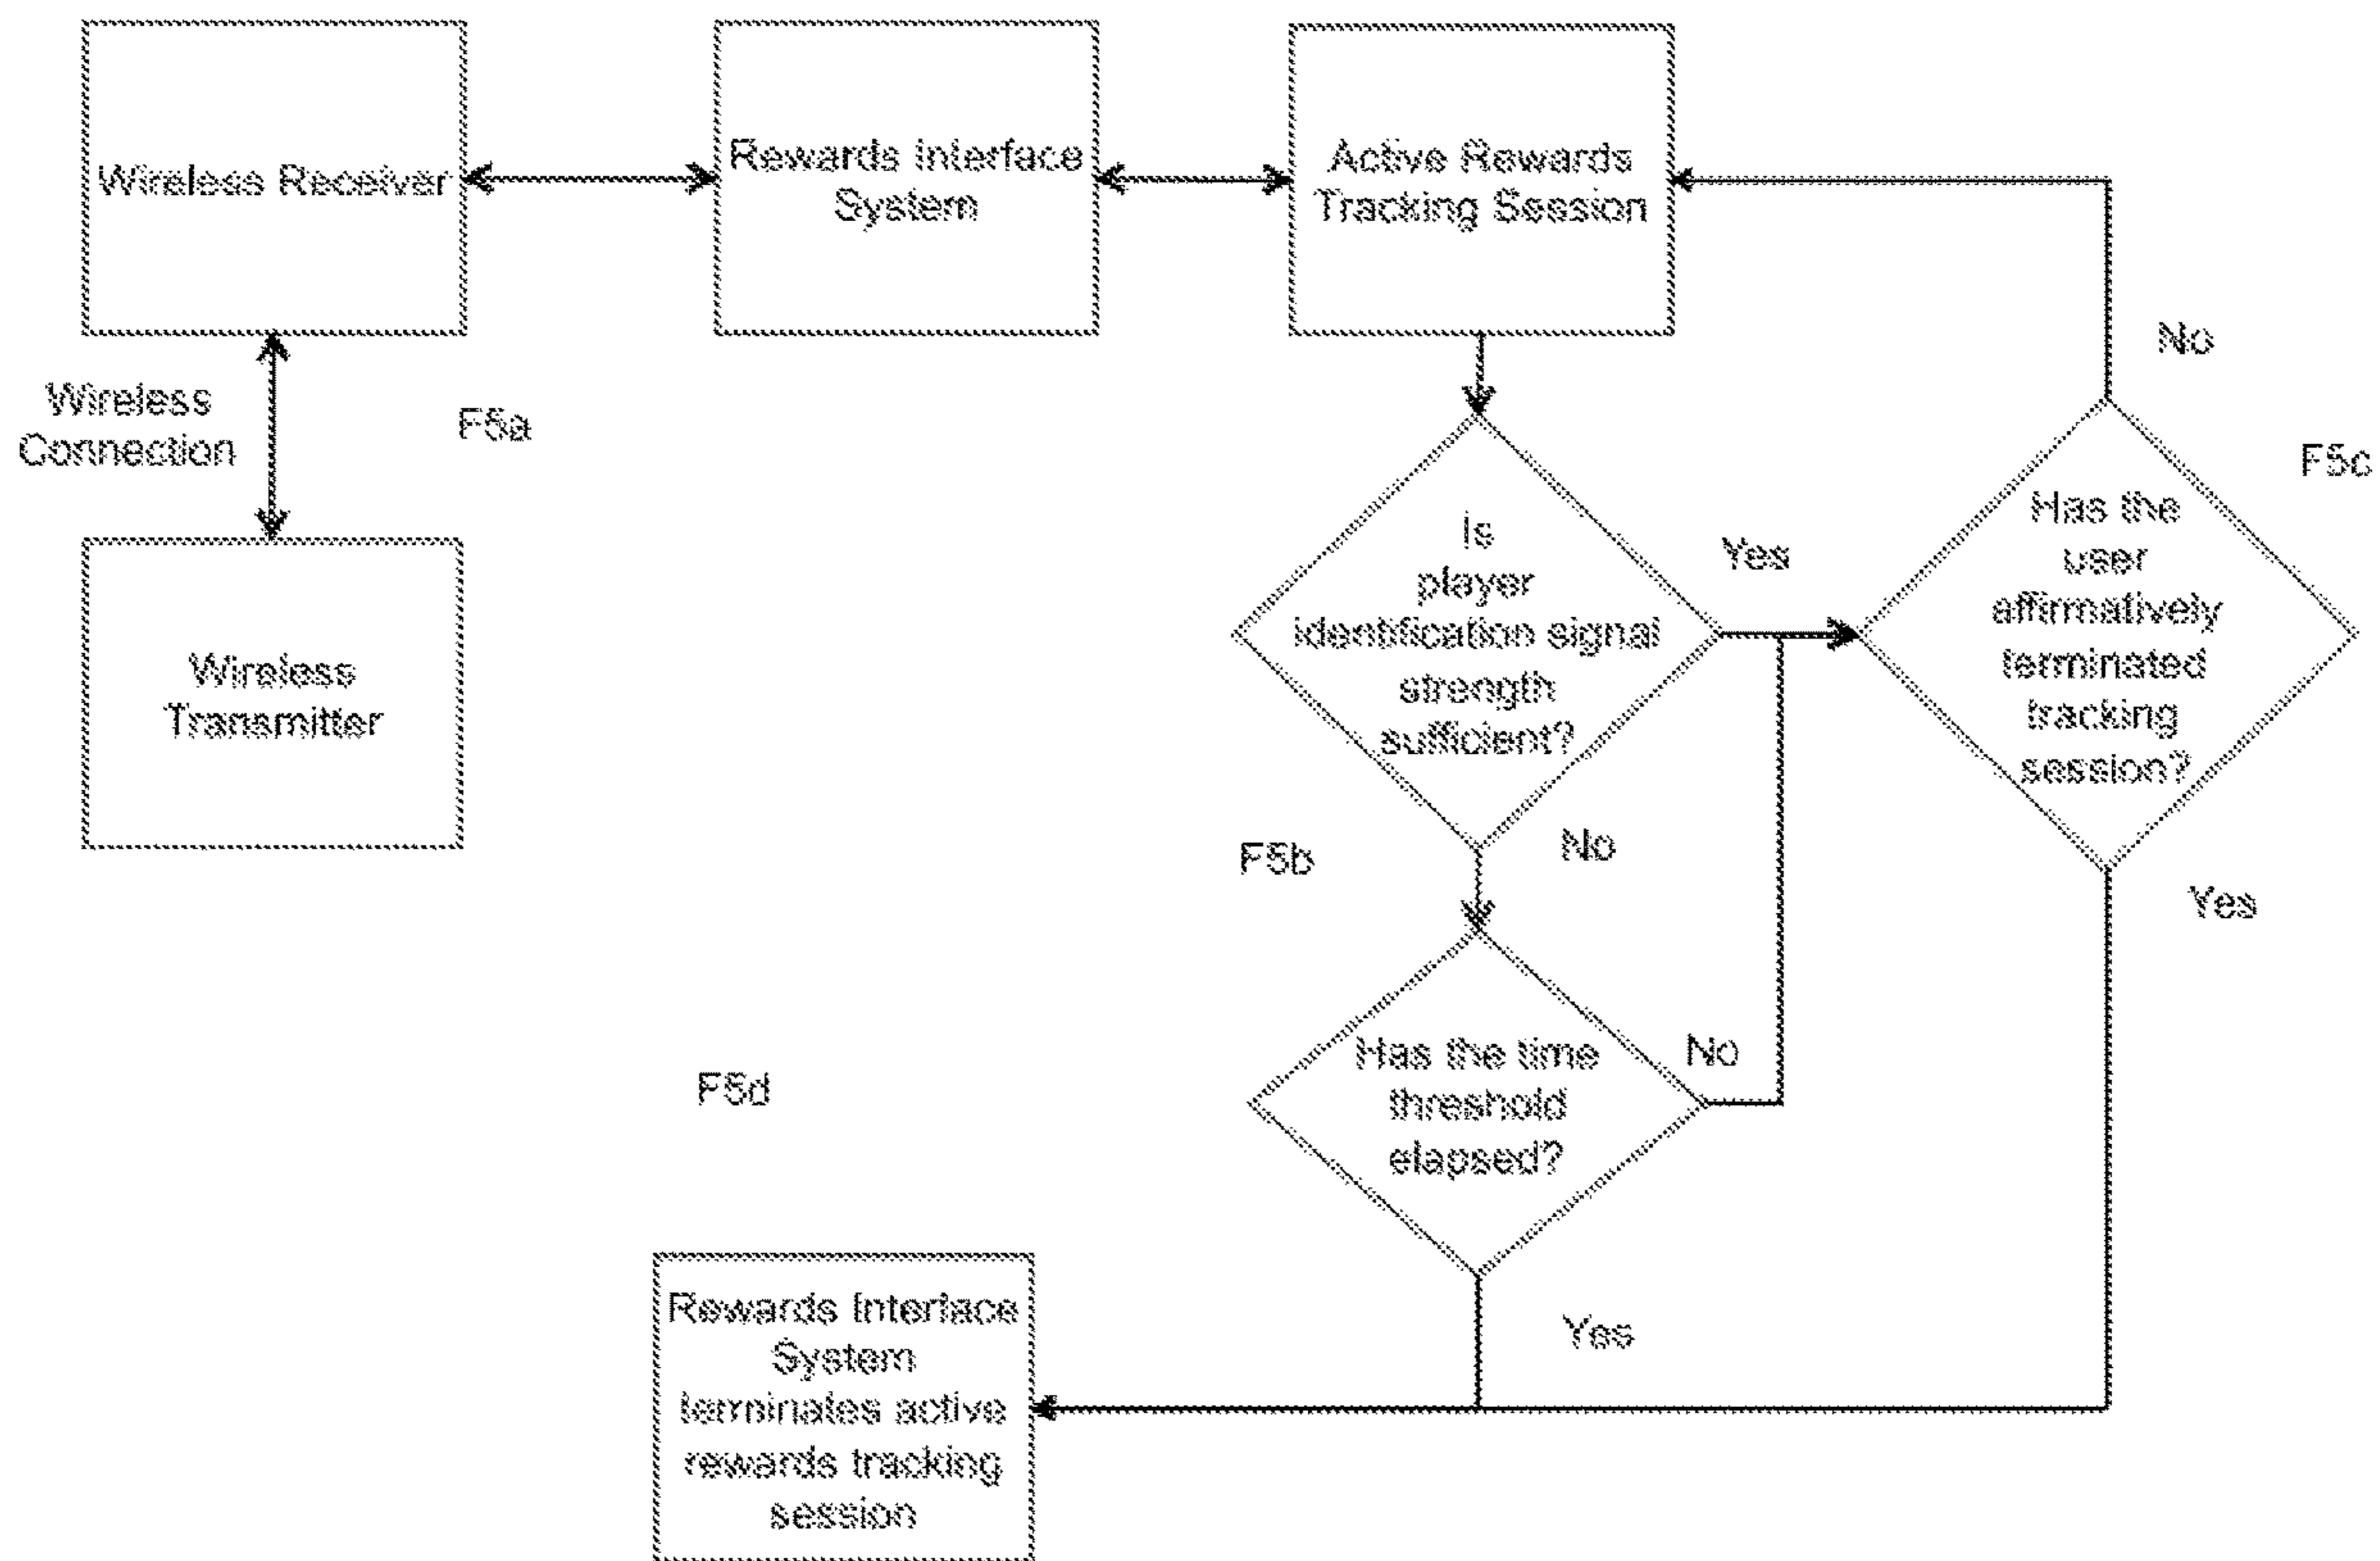 Wireless Receiver
Rewards Interface
System
Active Rewards
Tracking Session
No
Wireless
Connection
F5a
F5c
Wireless
Transmitter
Is
player
identification signal
strength
sufficient?
Yes
Has the
user
affirmatively
terminated
tracking
session?
F5b
No
Yes
Has the time
threshold
elapsed?
No
F5d
Rewards Interface
System
terminates active
rewards tracking
session
Yes